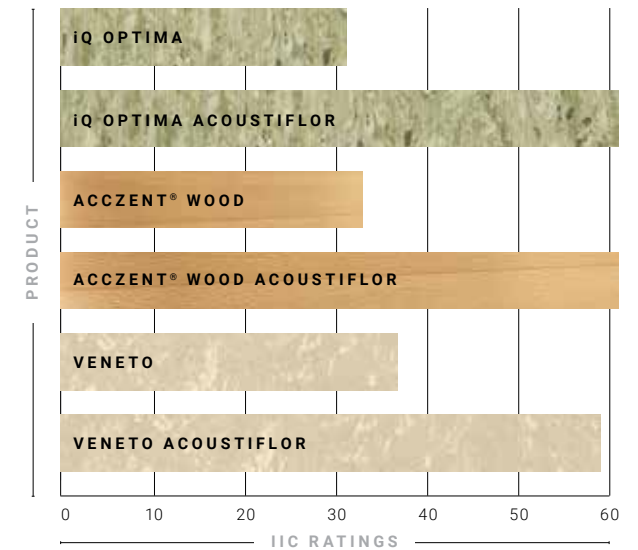 iQ OPTIMA
iQ OPTIMA ACOUSTIFLOR
ACCZENT® WOOD
ACCZENT® WOOD ACOUSTIFLOR
VENETO
VENETO ACOUSTIFLOR
PRODUCT
0 10 20 30 40 50 60
IIC RATINGS